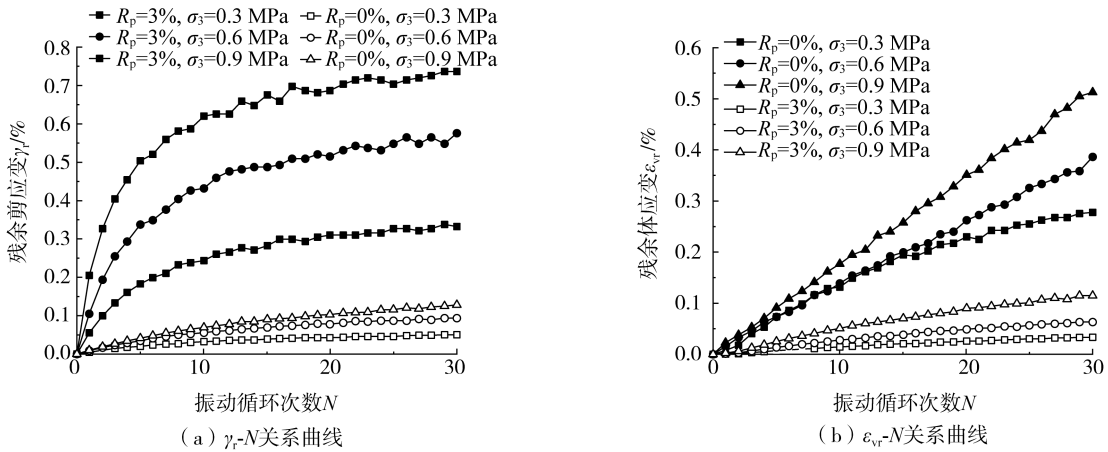 R_p=3%, σ_3=0.3 MPa R_p=0%, σ_3=0.3 MPa
R_p=3%, σ_3=0.6 MPa R_p=0%, σ_3=0.6 MPa
R_p=3%, σ_3=0.9 MPa R_p=0%, σ_3=0.9 MPa
残余剪应变γ_r/%
0.8
0.7
0.6
0.5
0.4
0.3
0.2
0.1
0.0
0 10 20 30
振动循环次数N
(a) γ_r-N关系曲线
R_p=0%, σ_3=0.3 MPa
R_p=0%, σ_3=0.6 MPa
R_p=0%, σ_3=0.9 MPa
R_p=3%, σ_3=0.3 MPa
R_p=3%, σ_3=0.6 MPa
R_p=3%, σ_3=0.9 MPa
残余体应变ε_vr/%
0.6
0.5
0.4
0.3
0.2
0.1
0.0
0 10 20 30
振动循环次数N
(b) ε_vr-N关系曲线